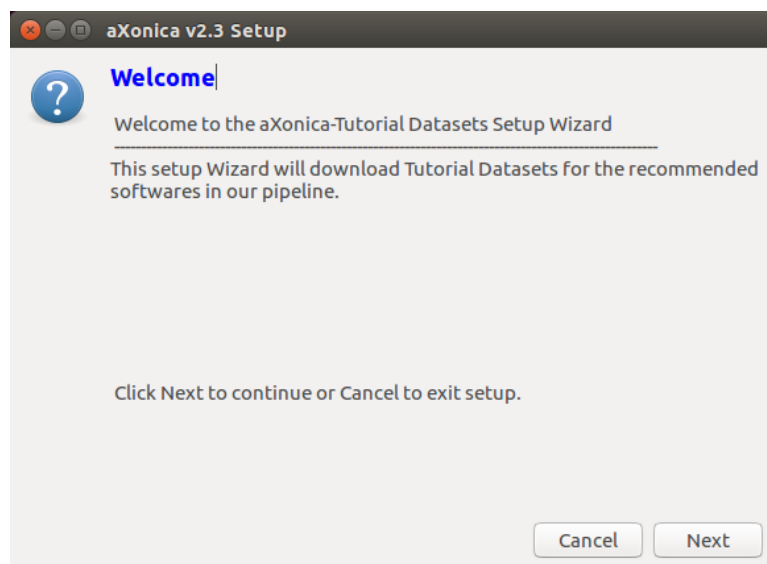 aXonica v2.3 Setup
Welcome
Welcome to the aXonica-Tutorial Datasets Setup Wizard
This setup Wizard will download Tutorial Datasets for the recommended
softwares in our pipeline.
Click Next to continue or Cancel to exit setup.
Cancel Next